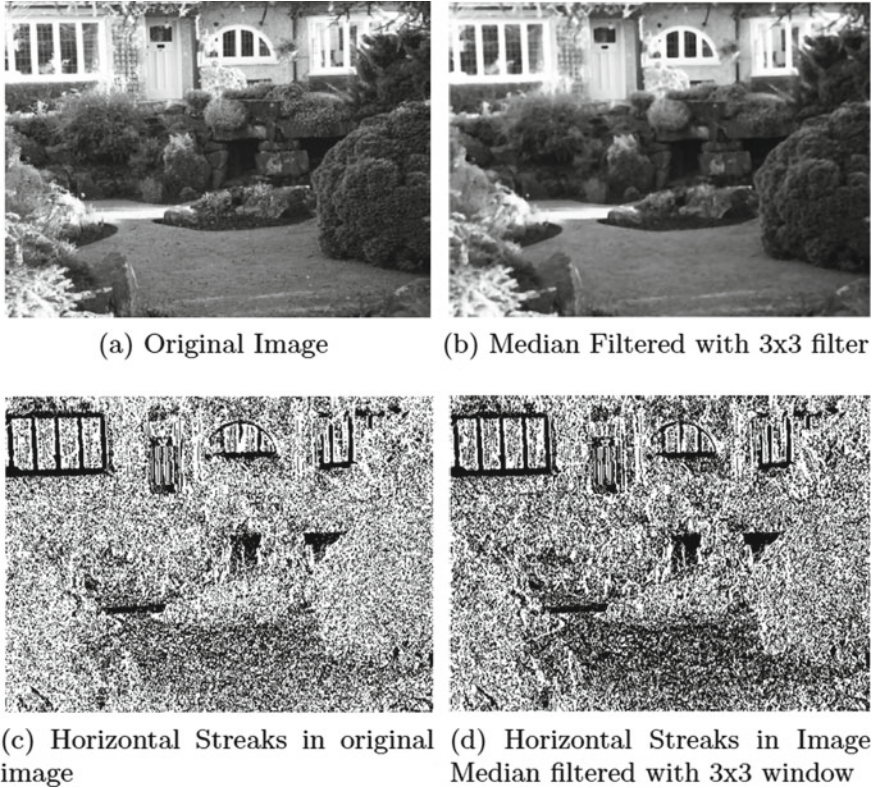 (a) Original Image
(b) Median Filtered with 3x3 filter
(c) Horizontal Streaks in original
image
(d) Horizontal Streaks in Image
Median filtered with 3x3 window